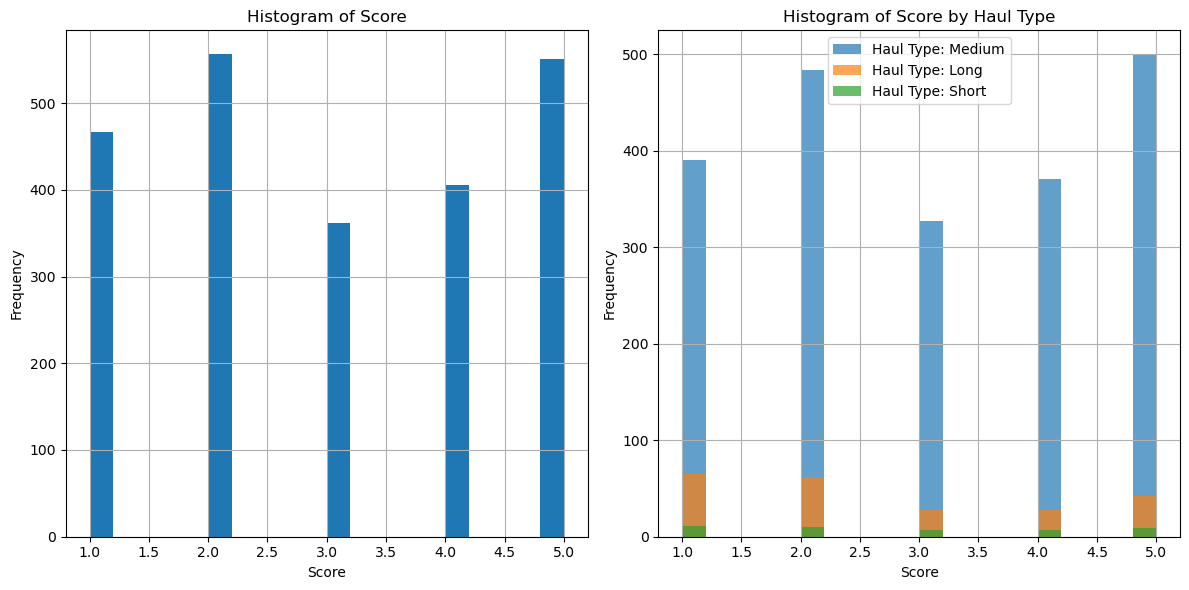 Histogram of Score
Frequency
500
400
300
200
100
0
1.0 1.5 2.0 2.5 3.0 3.5 4.0 4.5 5.0
Score
Histogram of Score by Haul Type
Haul Type: Medium
Haul Type: Long
Haul Type: Short
Frequency
500
400
300
200
100
0
1.0 1.5 2.0 2.5 3.0 3.5 4.0 4.5 5.0
Score